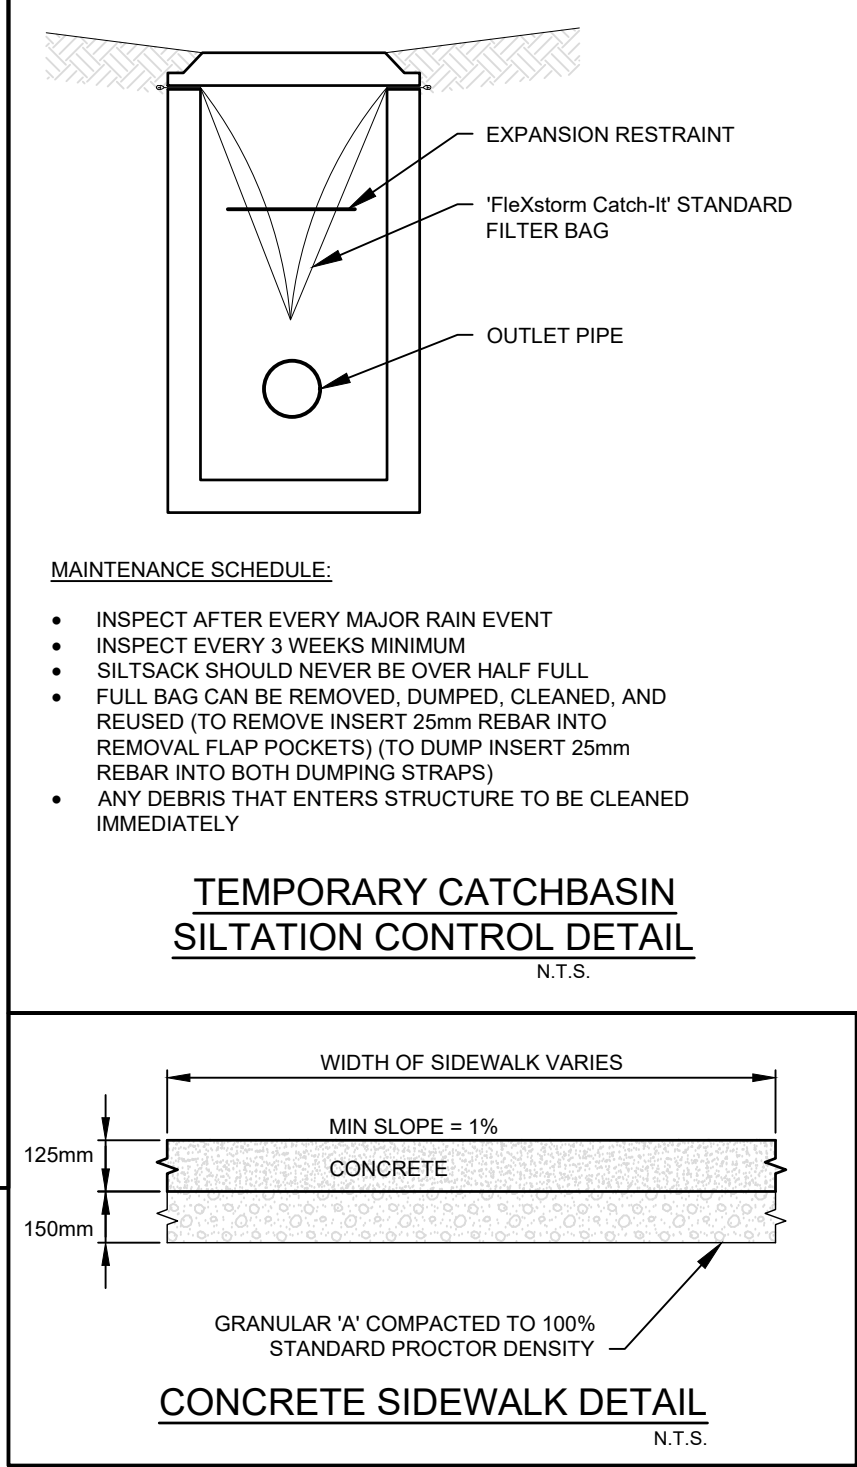 EXPANSION RESTRAINT
'FleXstorm Catch-It' STANDARD
FILTER BAG
OUTLET PIPE
MAINTENANCE SCHEDULE:
● INSPECT AFTER EVERY MAJOR RAIN EVENT
● INSPECT EVERY 3 WEEKS MINIMUM
● SILTSACK SHOULD NEVER BE OVER HALF FULL
● FULL BAG CAN BE REMOVED, DUMPED, CLEANED, AND
REUSED (TO REMOVE INSERT 25mm REBAR INTO
REMOVAL FLAP POCKETS) (TO DUMP INSERT 25mm
REBAR INTO BOTH DUMPING STRAPS)
● ANY DEBRIS THAT ENTERS STRUCTURE TO BE CLEANED
IMMEDIATELY
TEMPORARY CATCHBASIN
SILTATION CONTROL DETAIL
N.T.S.
WIDTH OF SIDEWALK VARIES
MIN SLOPE = 1%
125mm
CONCRETE
150mm
GRANULAR 'A' COMPACTED TO 100%
STANDARD PROCTOR DENSITY
CONCRETE SIDEWALK DETAIL
N.T.S.